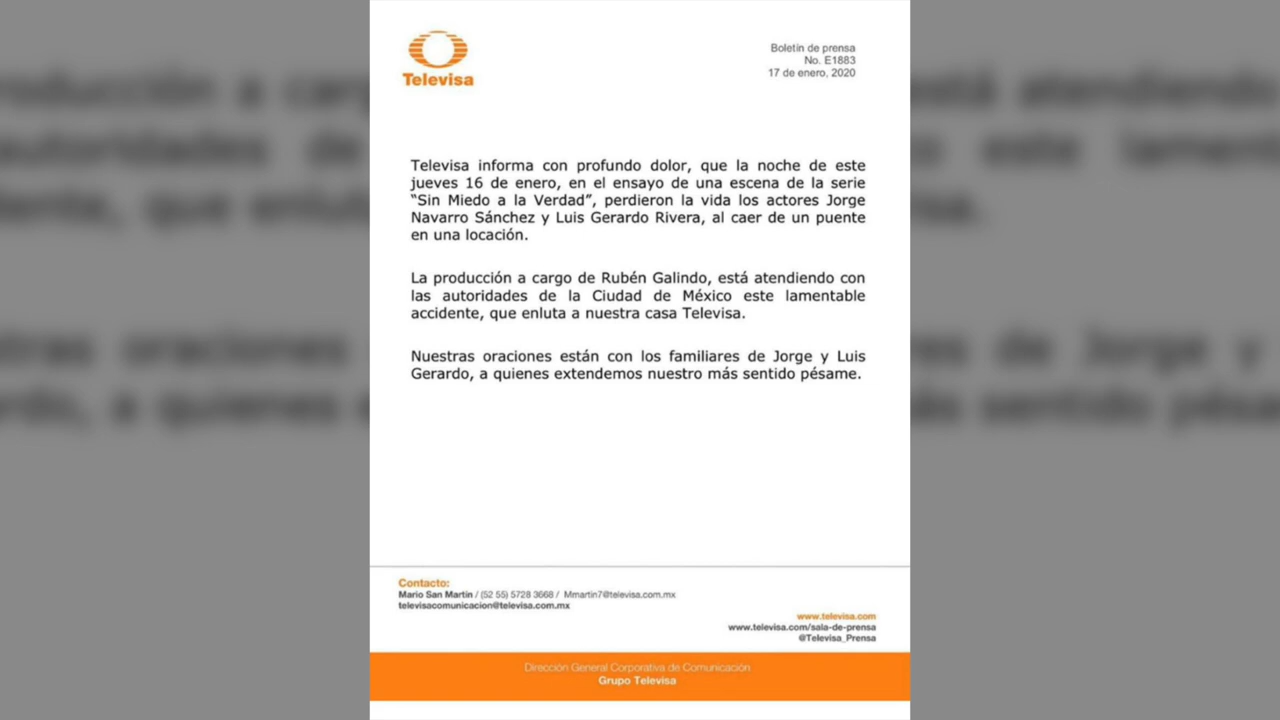 Televisa
Boletín de prensa
No. E1883
17 de enero, 2020
Televisa informa con profundo dolor, que la noche de este
jueves 16 de enero, en el ensayo de una escena de la serie
"Sin Miedo a la Verdad", perdieron la vida los actores Jorge
Navarro Sánchez y Luis Gerardo Rivera, al caer de un puente
en una locación.
La producción a cargo de Rubén Galindo, está atendiendo con
las autoridades de la Ciudad de México este lamentable
accidente, que enluta a nuestra casa Televisa.
Nuestras oraciones están con los familiares de Jorge y Luis
Gerardo, a quienes extendemos nuestro más sentido pésame.
Contacto:
Mario San Martín / (52 55) 5728 3668 / Mmartin7@televisa.com.mx
televisacomunicacion@televisa.com.mx
www.televisa.com
www.televisa.com/sala-de-prensa
@Televisa_Prensa
Dirección General Corporativa de Comunicación
Grupo Televisa